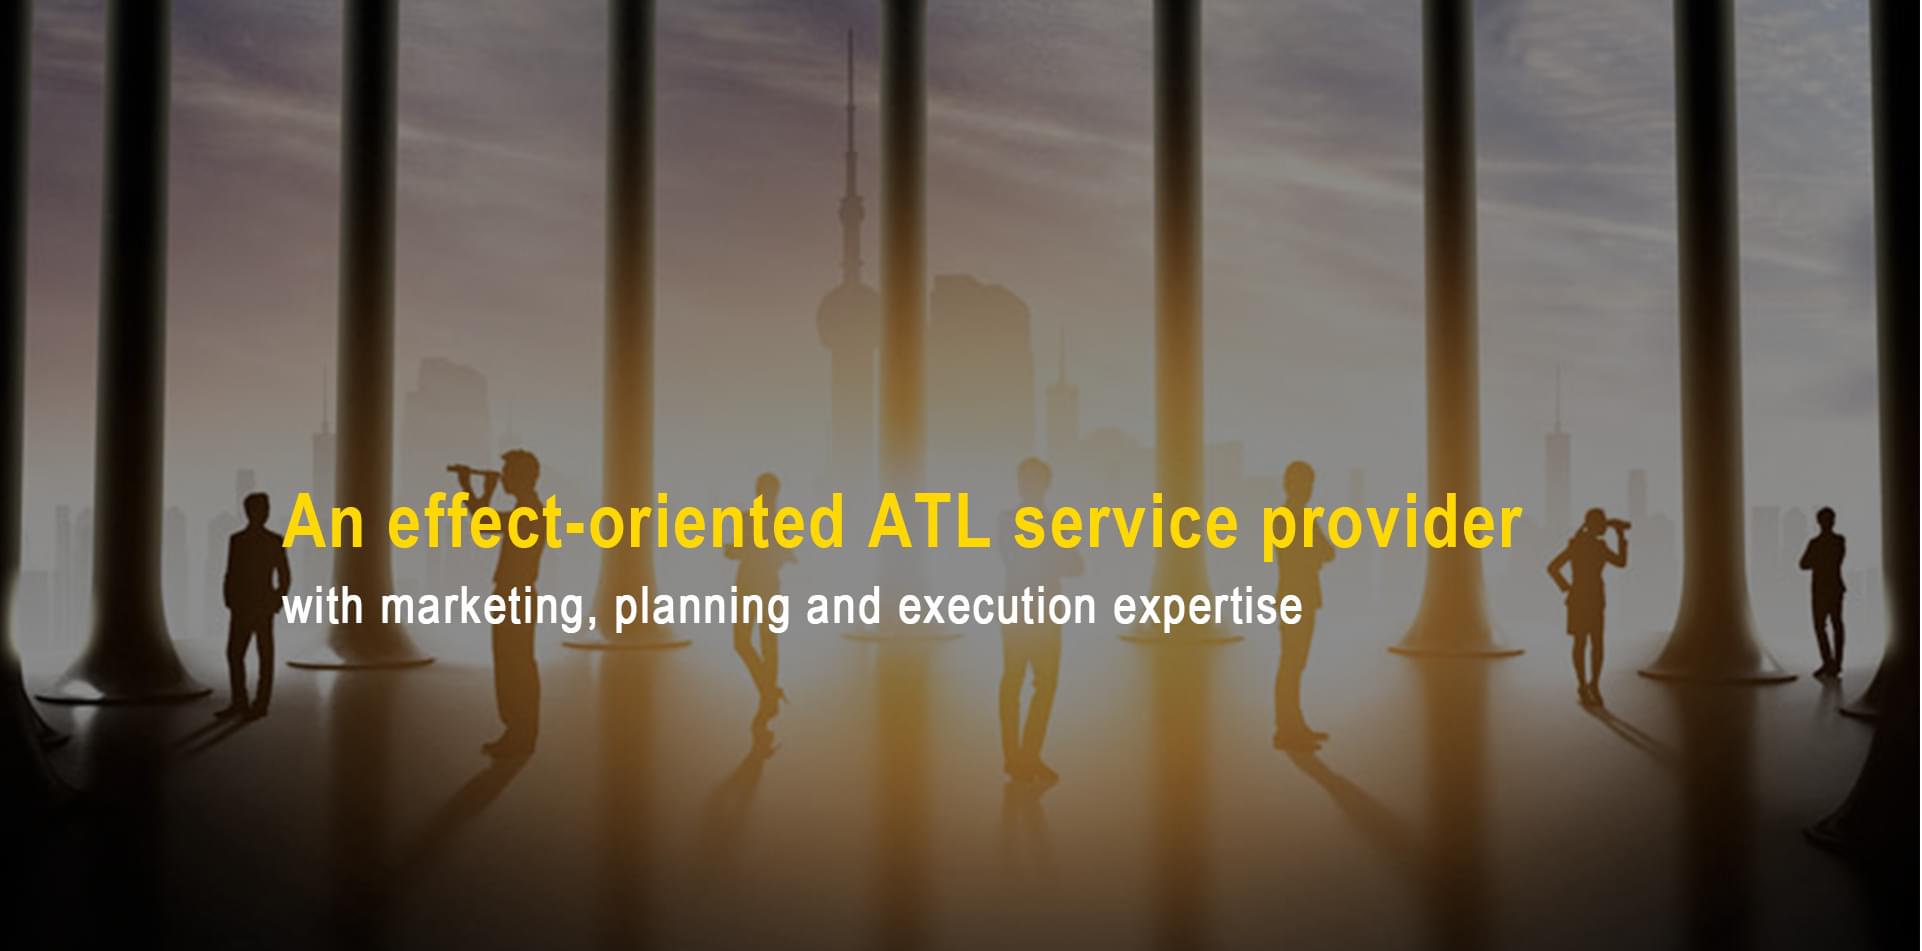 An effect-oriented ATL service provider
with marketing, planning and execution expertise